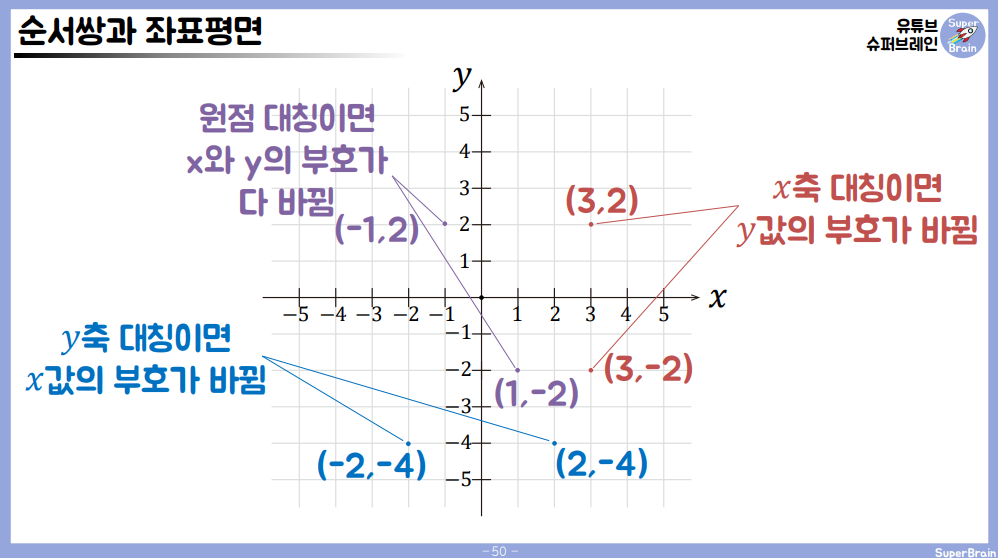 순서쌍과 좌표평면
유튜브
슈퍼브레인
Super
Brain
y
원점 대칭이면
x와 y의 부호가
다 바뀜
(-1,2)
(3,2)
x축 대칭이면
y값의 부호가 바뀜
5
4
3
2
1
x
−5 −4 −3 −2 −1 1 2 3 4 5
−1
−2
−3
−4
−5
y축 대칭이면
x값의 부호가 바뀜
(3,-2)
(1,-2)
(-2,-4)
(2,-4)
- 50 -
SuperBrain